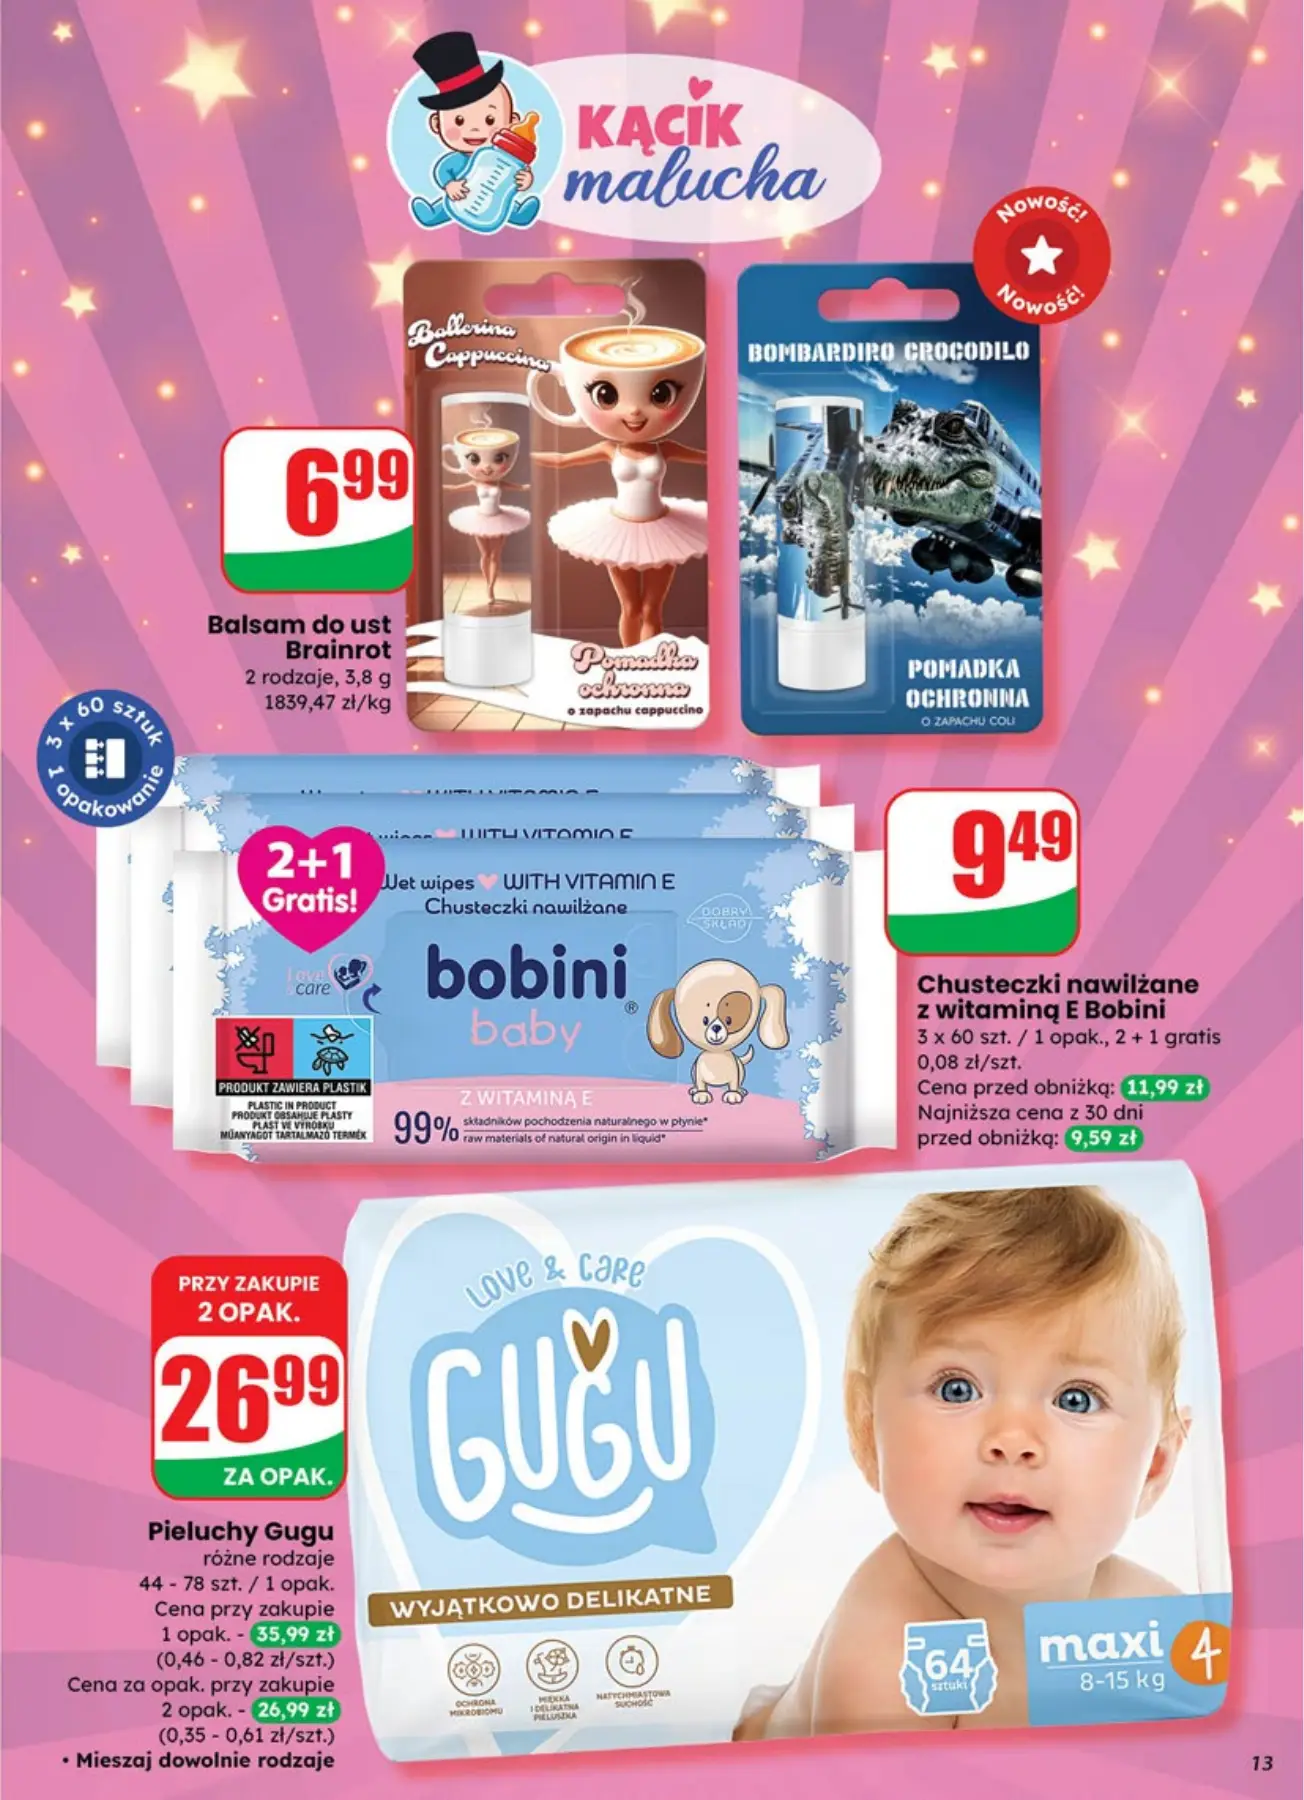 KĄCIK
malucha
Nowość!
Nowość!
Ballerina
Cappuccina
BOMBARDIRO CROCODILO
6,99
Balsam do ust
Brainrot
2 rodzaje, 3,8 g
1839,47 zł/kg
Pomadka
ochronna
o zapachu cappuccino
POMADKA
OCHRONNA
O ZAPACHU COLI
3 x 60 sztuk
1 opakowanie
2+1
Gratis!
Wet wipes WITH VITAMIN E
Chusteczki nawilżane
DOBRY
SKŁAD
Love
care
bobini®
baby
Z WITAMINĄ E
PRODUKT ZAWIERA PLASTIK
PLASTIC IN PRODUCT
PRODUKT OBSAHUJE PLASTY
PLAST VE VÝROBKU
MŰANYAGOT TARTALMAZÓ TERMÉK
99% składników pochodzenia naturalnego w płynie*
raw materials of natural origin in liquid*
9,49
Chusteczki nawilżane
z witaminą E Bobini
3 x 60 szt. / 1 opak., 2 + 1 gratis
0,08 zł/szt.
Cena przed obniżką: 11,99 zł
Najniższa cena z 30 dni
przed obniżką: 9,59 zł
PRZY ZAKUPIE
2 OPAK.
26,99
ZA OPAK.
Pieluchy Gugu
różne rodzaje
44 - 78 szt. / 1 opak.
Cena przy zakupie
1 opak. - 35,99 zł
(0,46 - 0,82 zł/szt.)
Cena za opak. przy zakupie
2 opak. - 26,99 zł
(0,35 - 0,61 zł/szt.)
• Mieszaj dowolnie rodzaje
LOVE & CARE
GUGU
WYJĄTKOWO DELIKATNE
OCHRONA
MIKROBIOMU
MIĘKKA
I DELIKATNA
PIELUSZKA
NATYCHMIASTOWA
SUCHOŚĆ
64
sztuki
maxi 4
8-15 kg
13